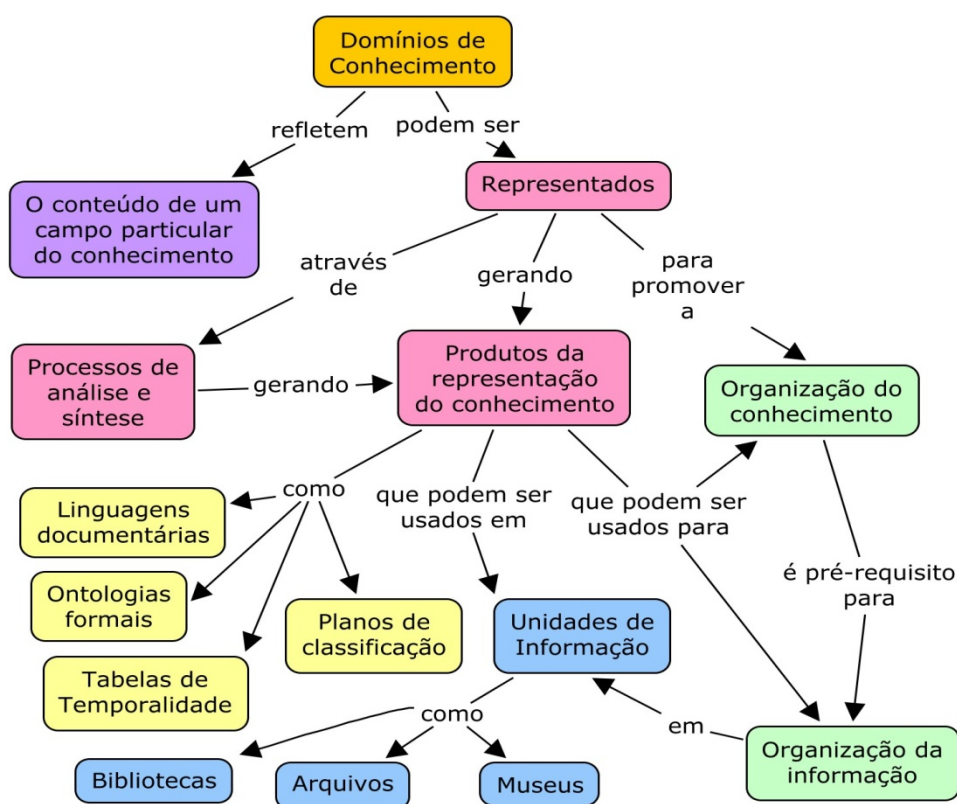 Domínios de
Conhecimento
refletem
podem ser
O conteúdo de um
campo particular
do conhecimento
Representados
através
de
gerando
para
promover
a
Processos de
análise e
síntese
gerando
Produtos da
representação
do conhecimento
Organização do
conhecimento
como
que podem ser
usados em
que podem ser
usados para
Linguagens
documentárias
Ontologias
formais
Tabelas de
Temporalidade
Planos de
classificação
Unidades de
Informação
é pré-requisito
para
como
em
Bibliotecas
Arquivos
Museus
Organização da
informação